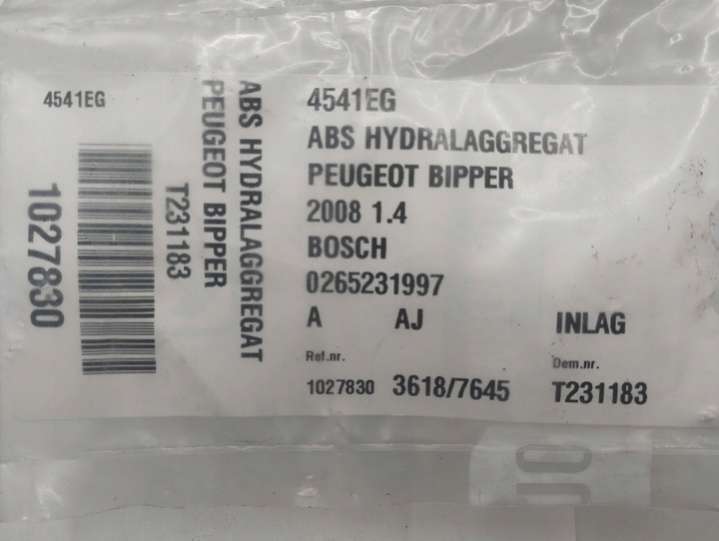 4541EG
1027830
T231183
PEUGEOT BIPPER
ABS HYDRALAGGREGAT
4541EG
ABS HYDRALAGGREGAT
PEUGEOT BIPPER
2008 1.4
BOSCH
0265231997
A AJ INLAG
Ref.nr. Dem.nr.
1027830 3618/7645 T231183